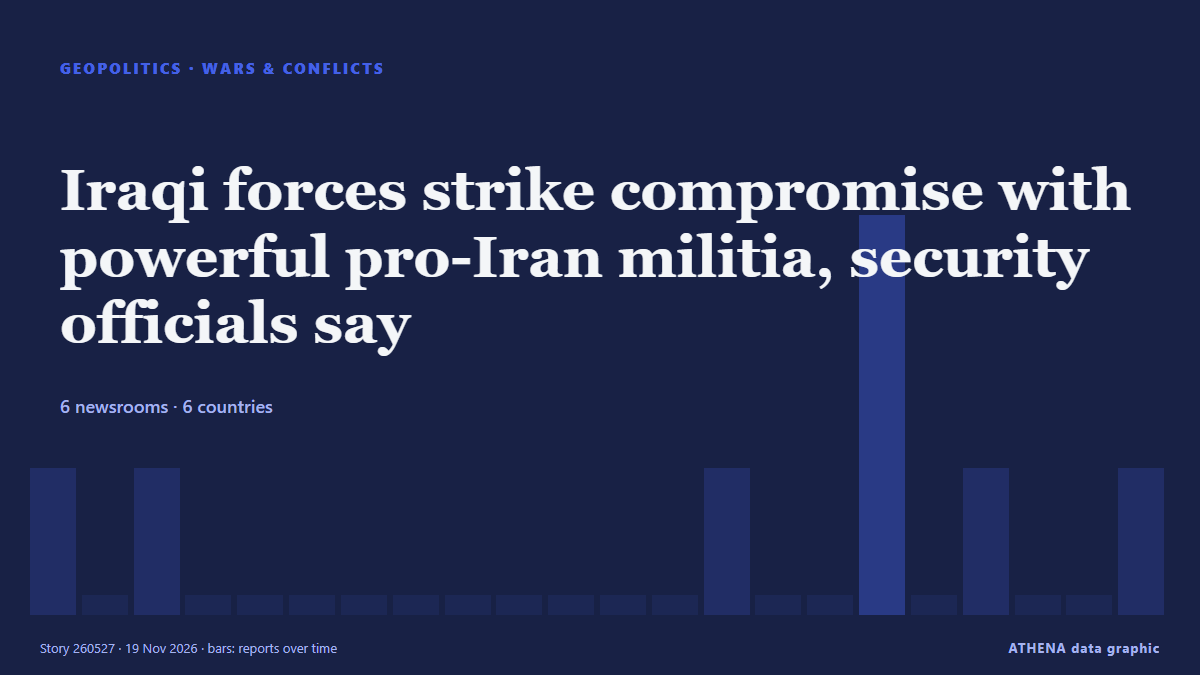 GEOPOLITICS · WARS & CONFLICTS
Iraqi forces strike compromise with
powerful pro-Iran militia, security
officials say
6 newsrooms · 6 countries
Story 260527 · 19 Nov 2026 · bars: reports over time
ATHENA data graphic